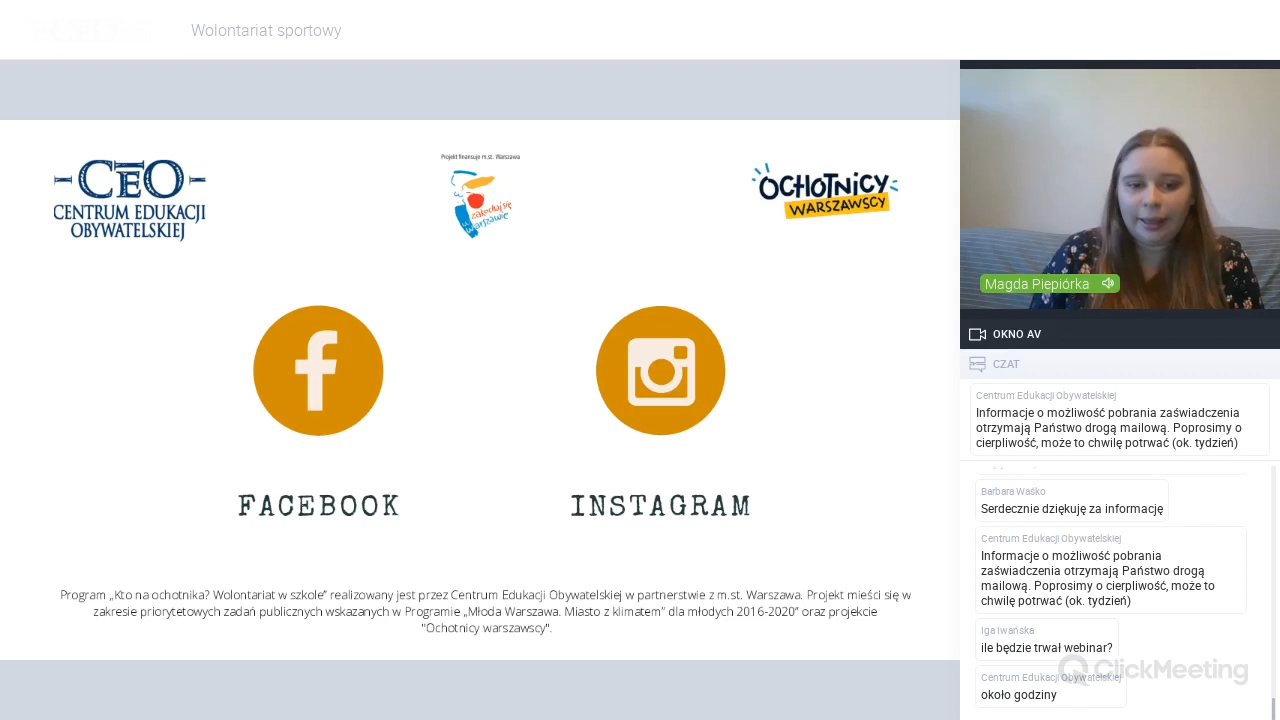 Wolontariat sportowy
CEO
CENTRUM EDUKACJI
OBYWATELSKIEJ
Projekt finansuje m.st. Warszawa
zakochaj się
w Warszawie
OCHOTNICY
WARSZAWSCY
FACEBOOK
INSTAGRAM
Program „Kto na ochotnika? Wolontariat w szkole” realizowany jest przez Centrum Edukacji Obywatelskiej w partnerstwie z m.st. Warszawa. Projekt mieści się w
zakresie priorytetowych zadań publicznych wskazanych w Programie „Młoda Warszawa. Miasto z klimatem” dla młodych 2016-2020” oraz projekcie
"Ochotnicy warszawscy".
Magda Piepiórka
OKNO AV
CZAT
Centrum Edukacji Obywatelskiej
Informacje o możliwość pobrania zaświadczenia
otrzymają Państwo drogą mailową. Poprosimy o
cierpliwość, może to chwilę potrwać (ok. tydzień)
Barbara Waśko
Serdecznie dziękuję za informację
Centrum Edukacji Obywatelskiej
Informacje o możliwość pobrania
zaświadczenia otrzymają Państwo drogą
mailową. Poprosimy o cierpliwość, może to
chwilę potrwać (ok. tydzień)
Iga Iwańska
ile będzie trwał webinar?
ClickMeeting
Centrum Edukacji Obywatelskiej
około godziny